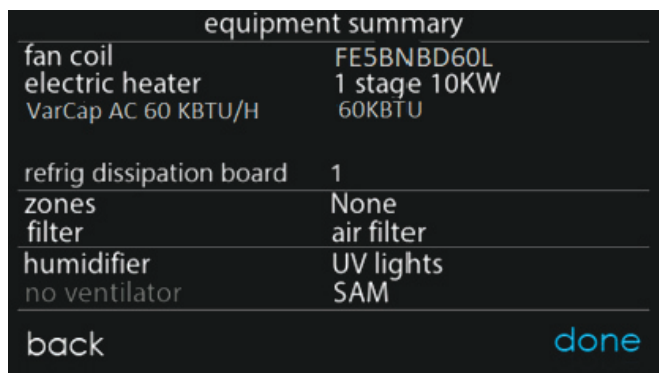 equipment summary
fan coil FE5BNBD60L
electric heater 1 stage 10KW
VarCap AC 60 KBTU/H 60KBTU
refrig dissipation board 1
zones None
filter air filter
humidifier UV lights
no ventilator SAM
back done